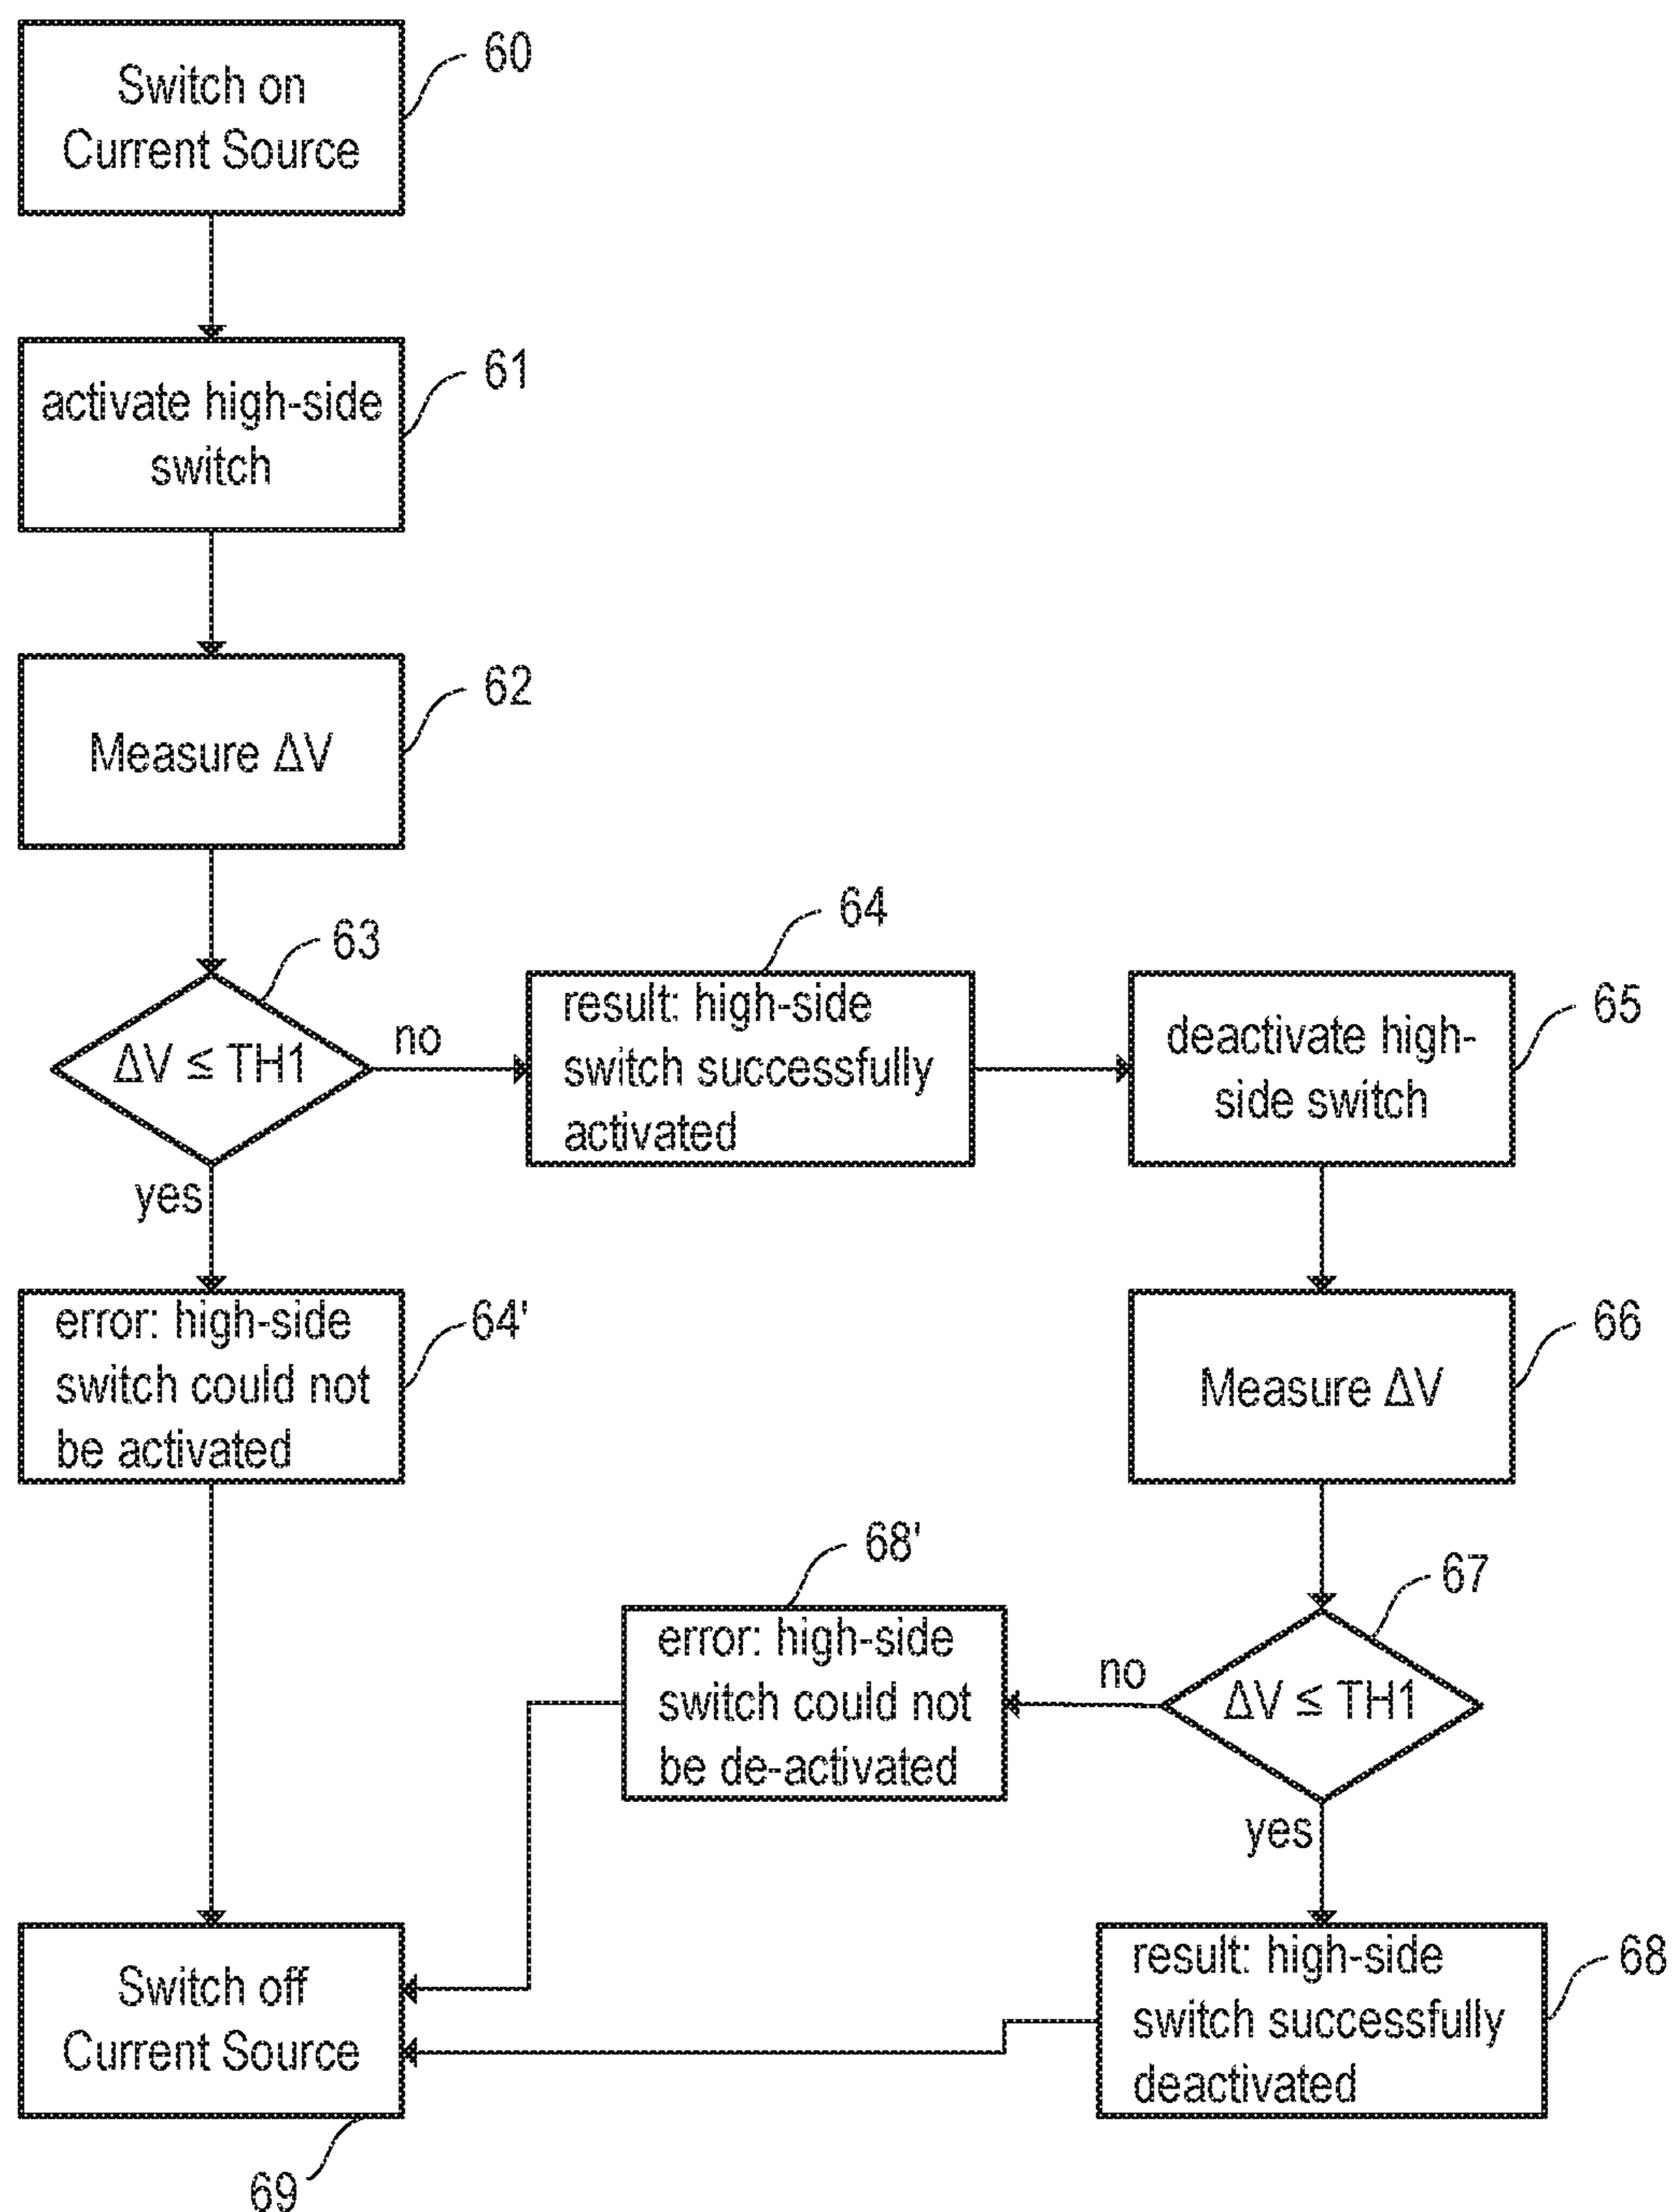 60
Switch on
Current Source
61
activate high-side
switch
62
Measure ΔV
63
ΔV ≤ TH1
no
yes
64
result: high-side
switch successfully
activated
65
deactivate high-
side switch
64'
error: high-side
switch could not
be activated
66
Measure ΔV
67
ΔV ≤ TH1
no
yes
68'
error: high-side
switch could not
be de-activated
68
result: high-side
switch successfully
deactivated
Switch off
Current Source
69